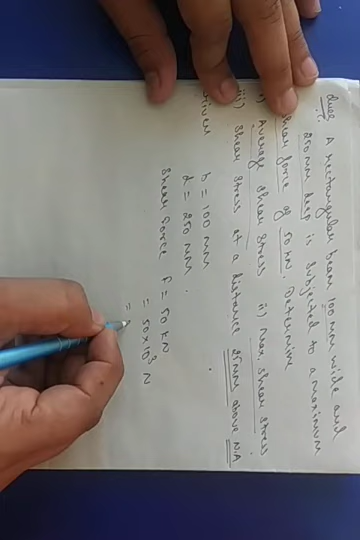 Ques :- A rectangular beam 100 mm wide and
250 mm deep is subjected to a maximum
shear force of 50 kN. Determine
i) Average shear stress ii) Max. shear stress
iii) Shear stress at a distance 25 mm above N.A
Given b = 100 mm
d = 250 mm.
Shear force F = 50 kN
= 50 × 10³ N
=